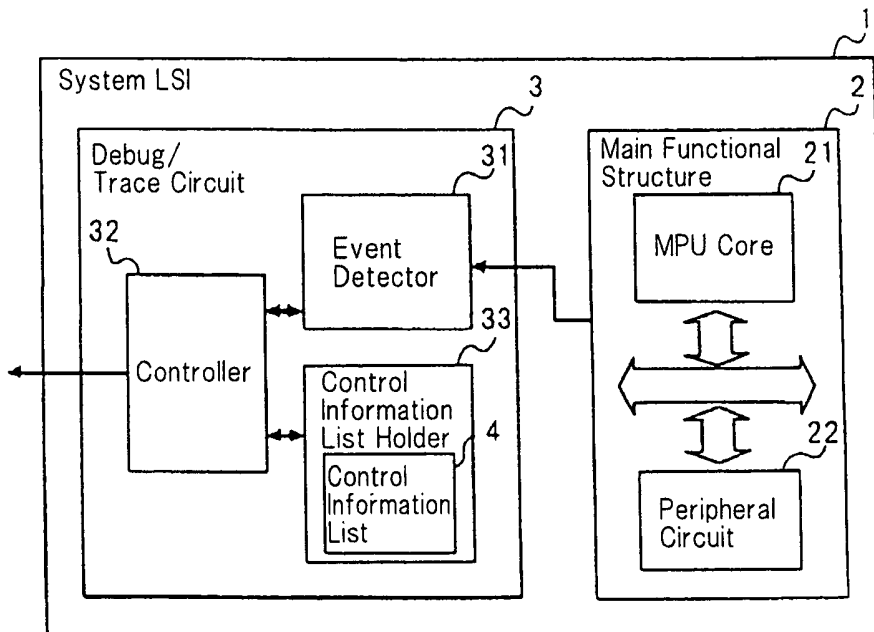 1
System LSI
3
2
Debug/
Trace Circuit
31
Main Functional
Structure
21
32
Event
Detector
MPU Core
33
Controller
Control
Information
List Holder
4
Control
Information
List
22
Peripheral
Circuit